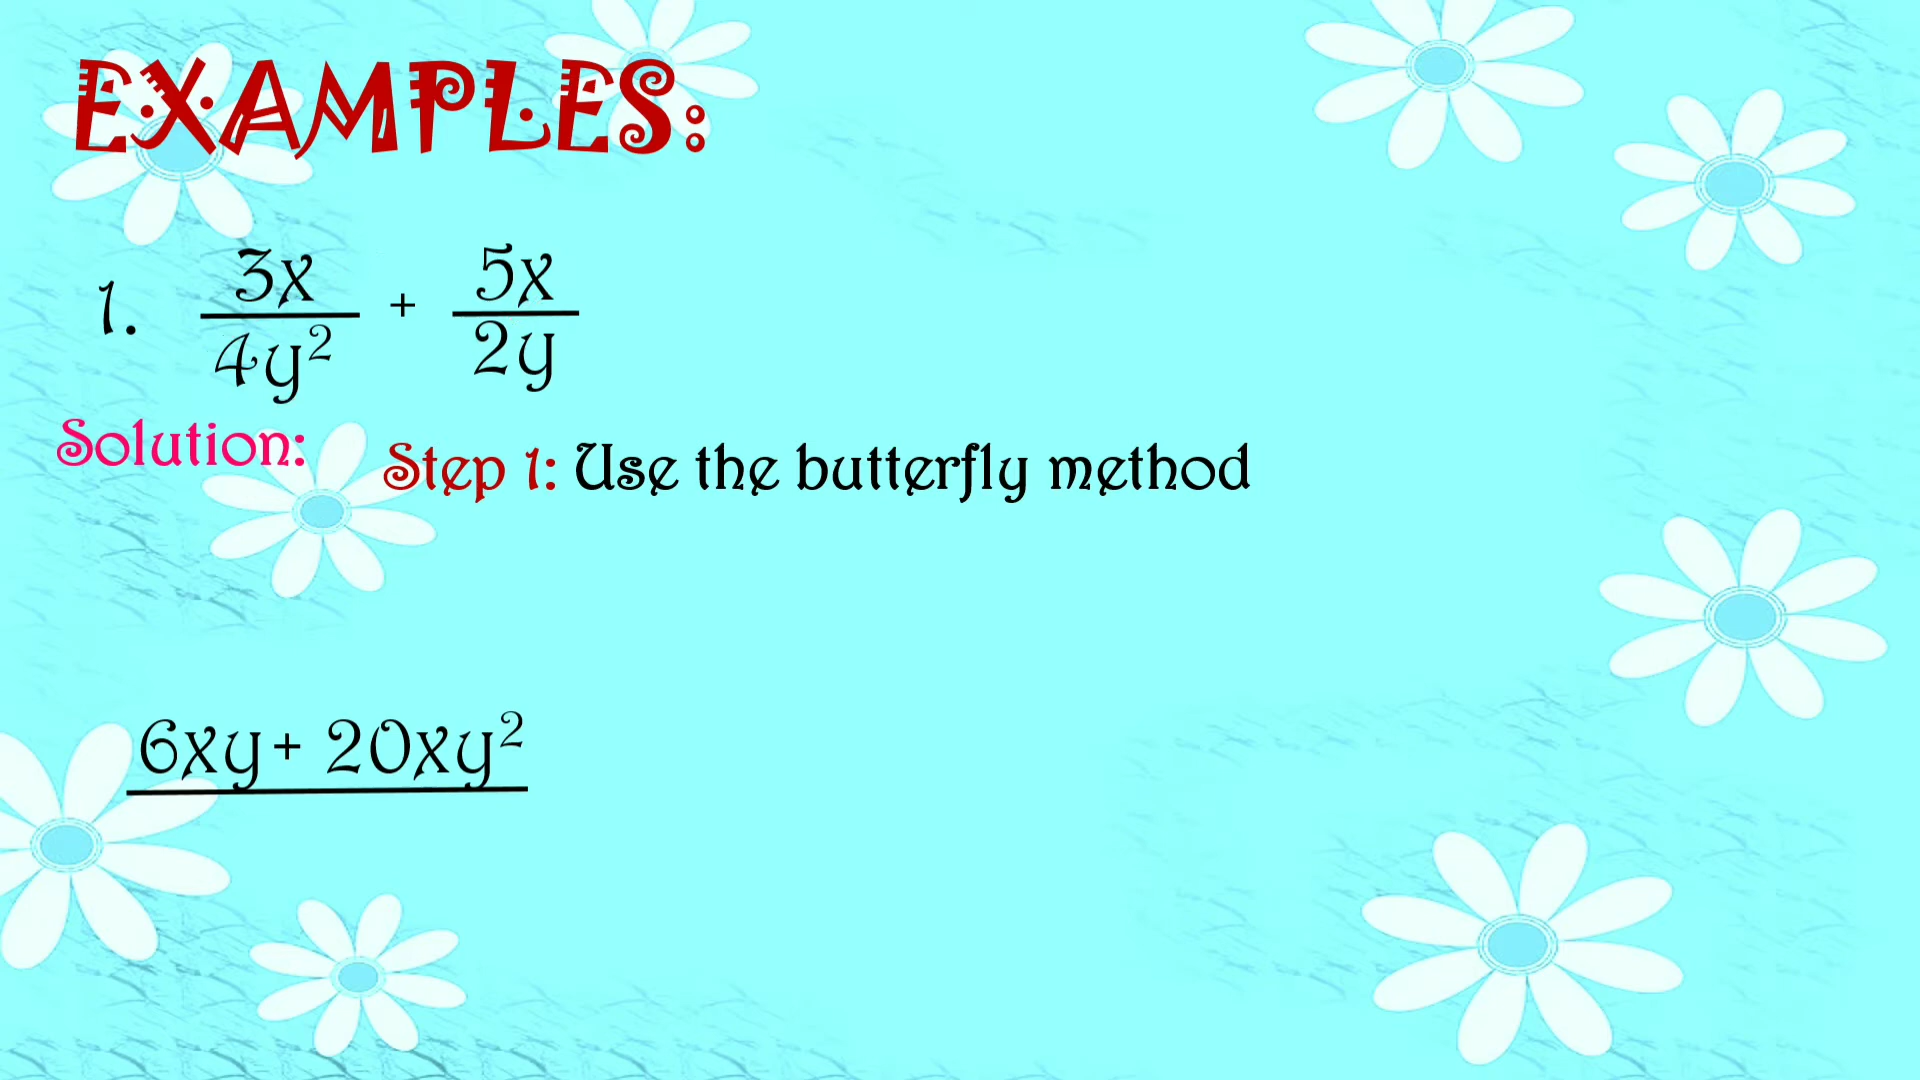 EXAMPLES:
1. 3x/4y² + 5x/2y
Solution:
Step 1: Use the butterfly method
6xy+ 20xy²